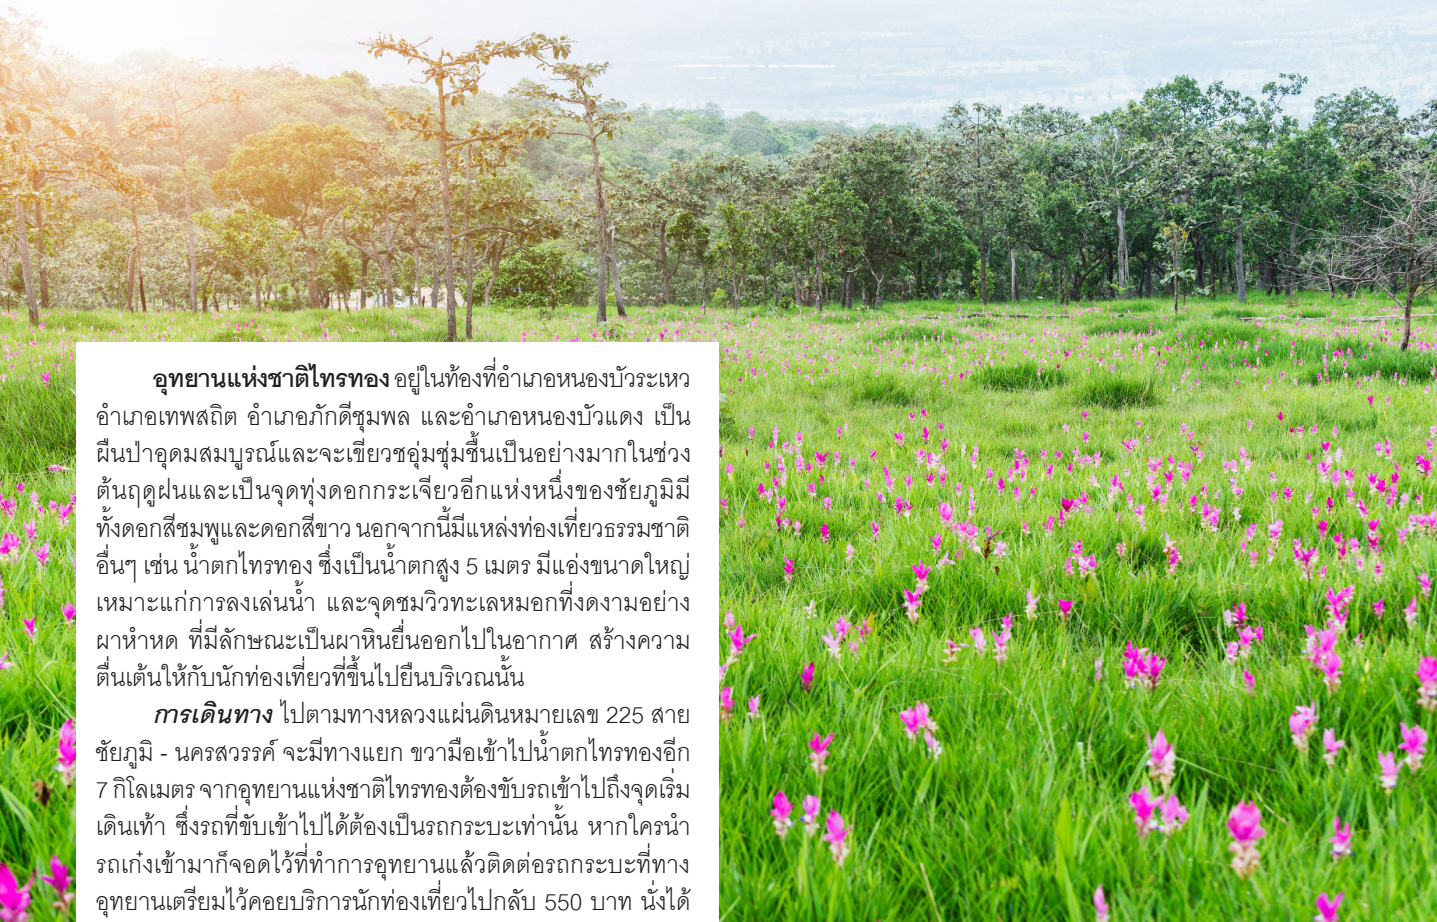 อุทยานแห่งชาติไทรทอง อยู่ในท้องที่อำเภอหนองบัวระเหว
อำเภอเทพสถิต อำเภอภักดีชุมพล และอำเภอหนองบัวแดง เป็น
ผืนป่าอุดมสมบูรณ์และจะเขียวชอุ่มชุ่มชื้นเป็นอย่างมากในช่วง
ต้นฤดูฝนและเป็นจุดทุ่งดอกกระเจียวอีกแห่งหนึ่งของชัยภูมิมี
ทั้งดอกสีชมพูและดอกสีขาว นอกจากนี้มีแหล่งท่องเที่ยวธรรมชาติ
อื่นๆ เช่น น้ำตกไทรทอง ซึ่งเป็นน้ำตกสูง 5 เมตร มีแอ่งขนาดใหญ่
เหมาะแก่การลงเล่นน้ำ และจุดชมวิวทะเลหมอกที่งดงามอย่าง
ผาหำหด ที่มีลักษณะเป็นผาหินยื่นออกไปในอากาศ สร้างความ
ตื่นเต้นให้กับนักท่องเที่ยวที่ขึ้นไปยืนบริเวณนั้น
การเดินทาง ไปตามทางหลวงแผ่นดินหมายเลข 225 สาย
ชัยภูมิ - นครสวรรค์ จะมีทางแยก ขวามือเข้าไปน้ำตกไทรทองอีก
7 กิโลเมตร จากอุทยานแห่งชาติไทรทองต้องขับรถเข้าไปถึงจุดเริ่ม
เดินเท้า ซึ่งรถที่ขับเข้าไปได้ต้องเป็นรถกระบะเท่านั้น หากใครนำ
รถเก๋งเข้ามาก็จอดไว้ที่ทำการอุทยานแล้วติดต่อรถกระบะที่ทาง
อุทยานเตรียมไว้คอยบริการนักท่องเที่ยวไปกลับ 550 บาท นั่งได้